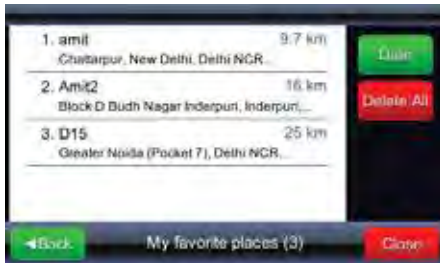 1. amit 9.7 km
Chattarpur, New Delhi, Delhi NCR...
2. Amit2 16 km
Block D Budh Nagar Inderpuri, Inderpuri,...
3. D15 25 km
Greater Noida (Pocket 7), Delhi NCR...
Delete All
◀Back My favorite places (3) Close